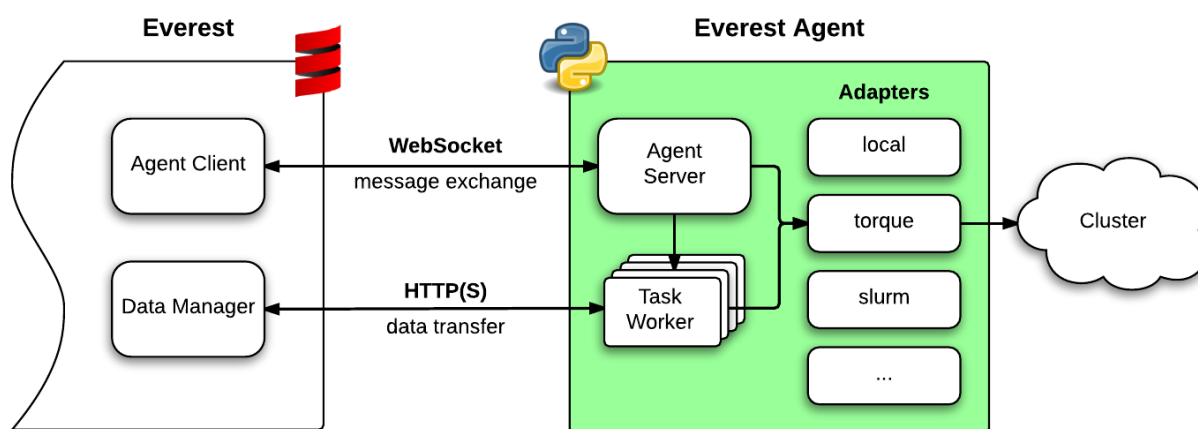 Everest
Everest Agent
Adapters
Agent Client
WebSocket
message exchange
Agent
Server
local
torque
Cluster
Data Manager
HTTP(S)
data transfer
Task
Worker
slurm
...